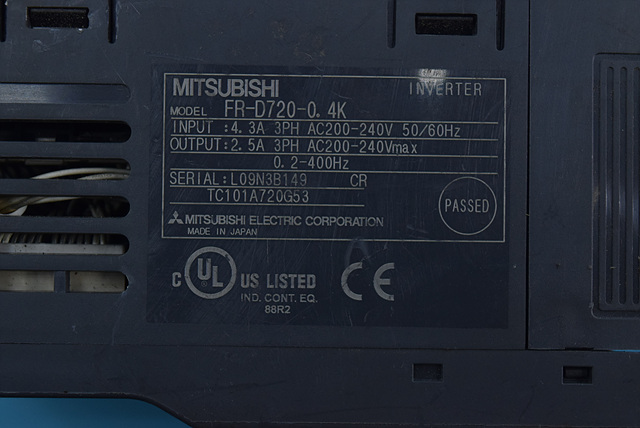 MITSUBISHI INVERTER
MODEL FR-D720-0.4K
INPUT :4.3A 3PH AC200-240V 50/60Hz
OUTPUT:2.5A 3PH AC200-240Vmax
0.2-400Hz
SERIAL:L09N3B149 CR
TC101A720G53
PASSED
MITSUBISHI ELECTRIC CORPORATION
MADE IN JAPAN
C UL US LISTED CE
IND. CONT. EQ.
88R2